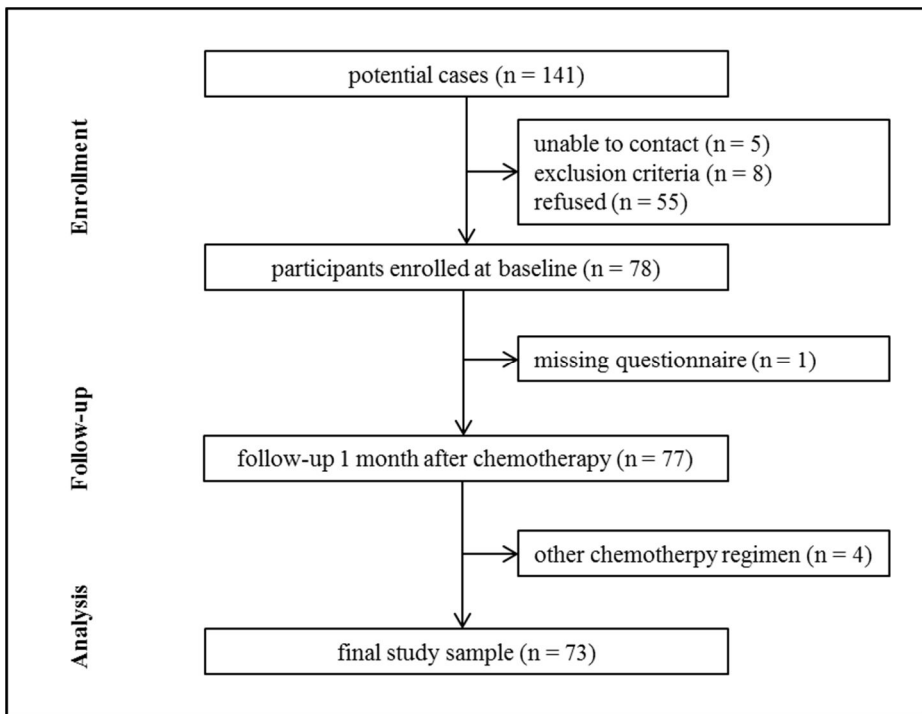 Enrollment
potential cases (n = 141)
unable to contact (n = 5)
exclusion criteria (n = 8)
refused (n = 55)
participants enrolled at baseline (n = 78)
Follow-up
missing questionnaire (n = 1)
follow-up 1 month after chemotherapy (n = 77)
Analysis
other chemotherpy regimen (n = 4)
final study sample (n = 73)